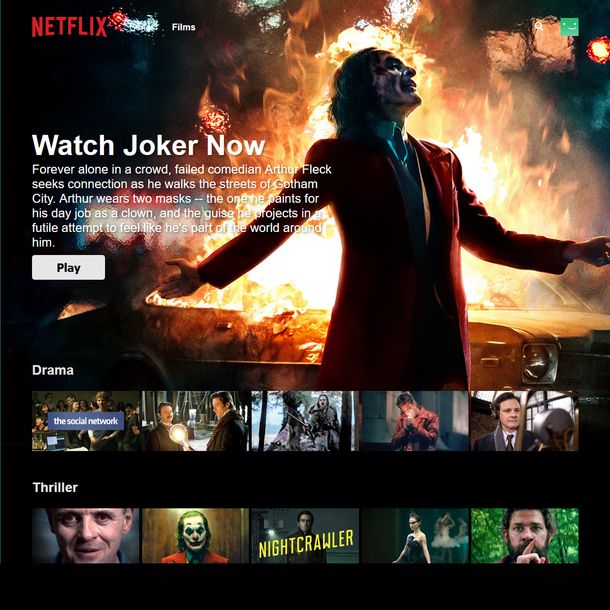 NETFLIX
Films
Watch Joker Now
Forever alone in a crowd, failed comedian Arthur Fleck
seeks connection as he walks the streets of Gotham
City. Arthur wears two masks -- the one he paints for
his day job as a clown, and the guise he projects in a
futile attempt to feel like he's part of the world around
him.
Play
Drama
the social network
Thriller
NIGHTCRAWLER